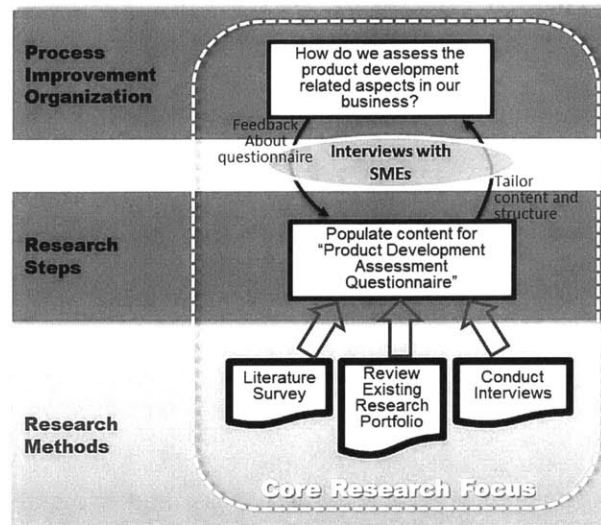 Process
Improvement
Organization
How do we assess the
product development
related aspects in our
business?
Feedback
About
questionnaire
Interviews with
SMEs
Tailor
content and
structure
Research
Steps
Populate content for
"Product Development
Assessment
Questionnaire"
Research
Methods
Literature
Survey
Review
Existing
Research
Portfolio
Conduct
Interviews
Core Research Focus